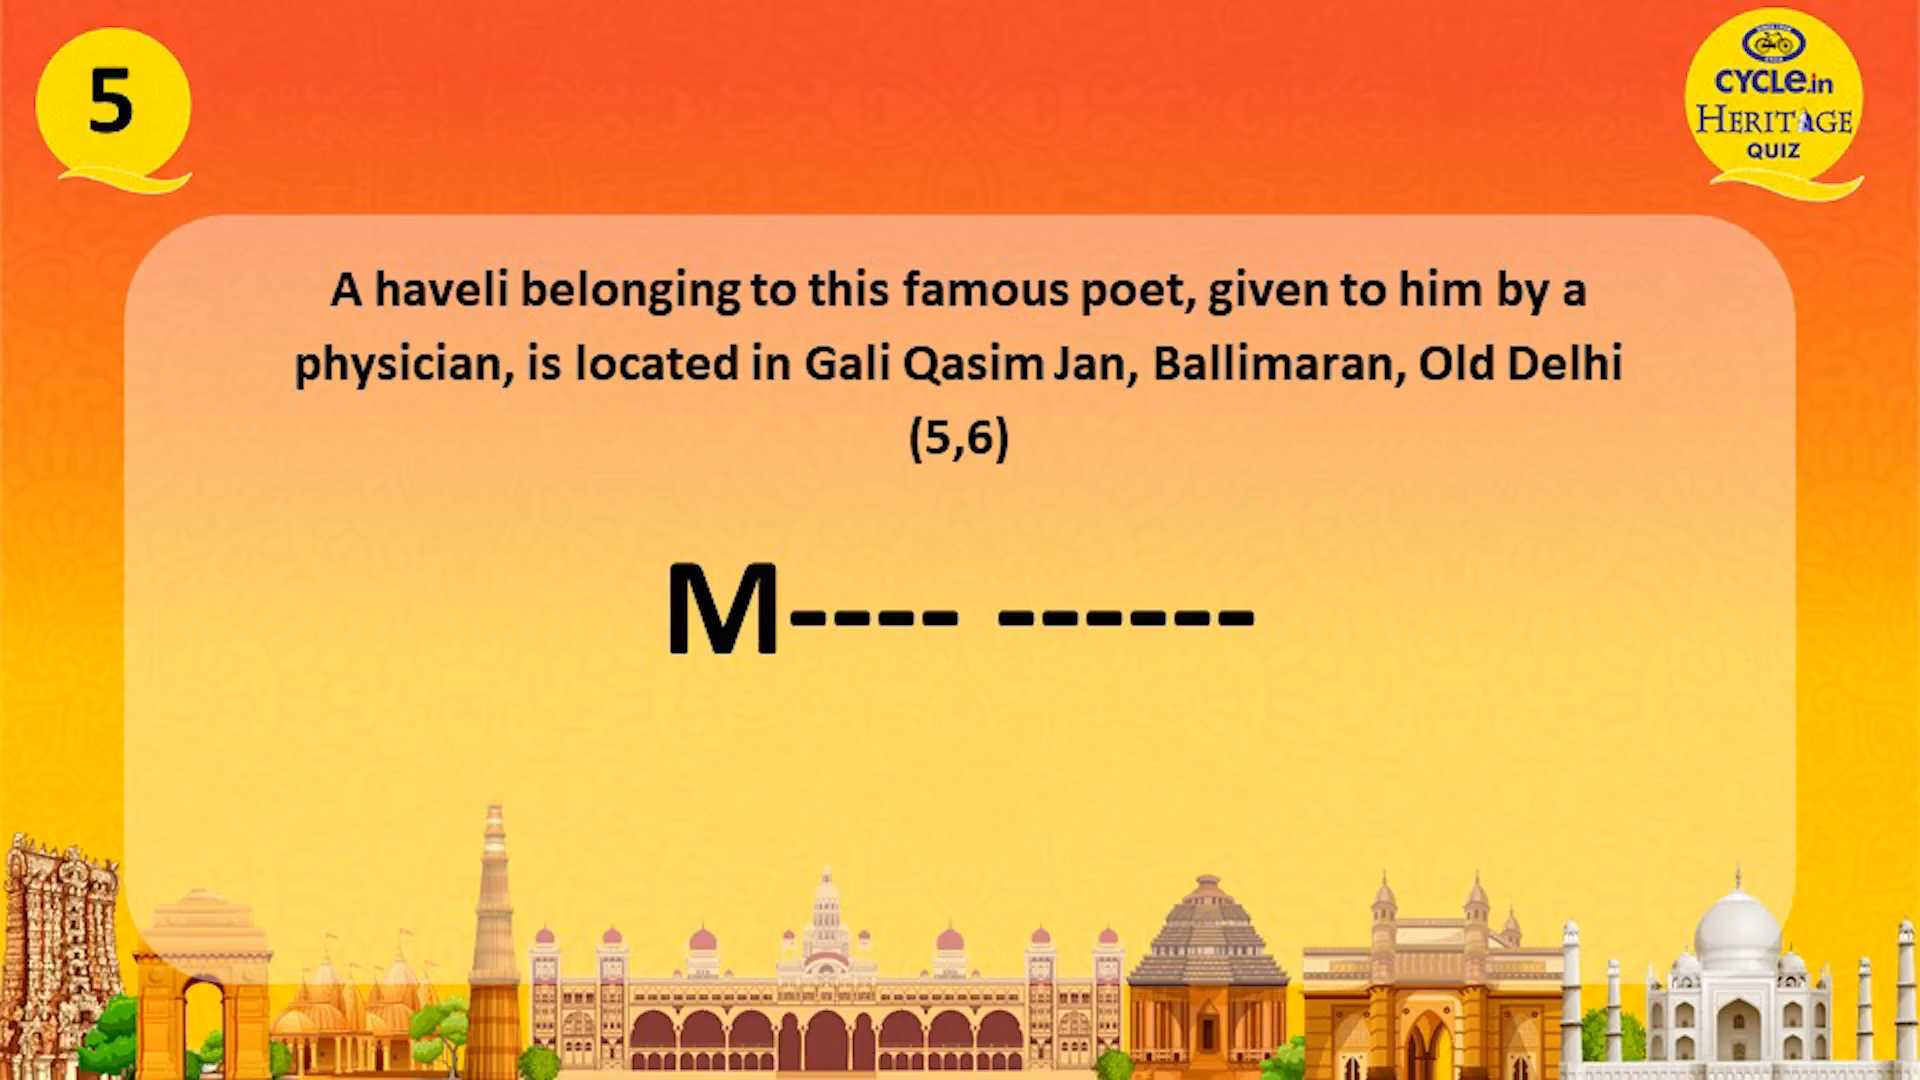 5
CYCLe.in
HERITAGE
QUIZ
A haveli belonging to this famous poet, given to him by a
physician, is located in Gali Qasim Jan, Ballimaran, Old Delhi
(5,6)
M---- ------